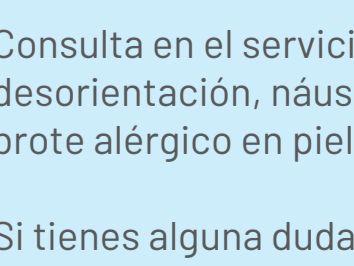 Consulta en el servici
desorientación, náus
brote alérgico en piel
Si tienes alguna duda